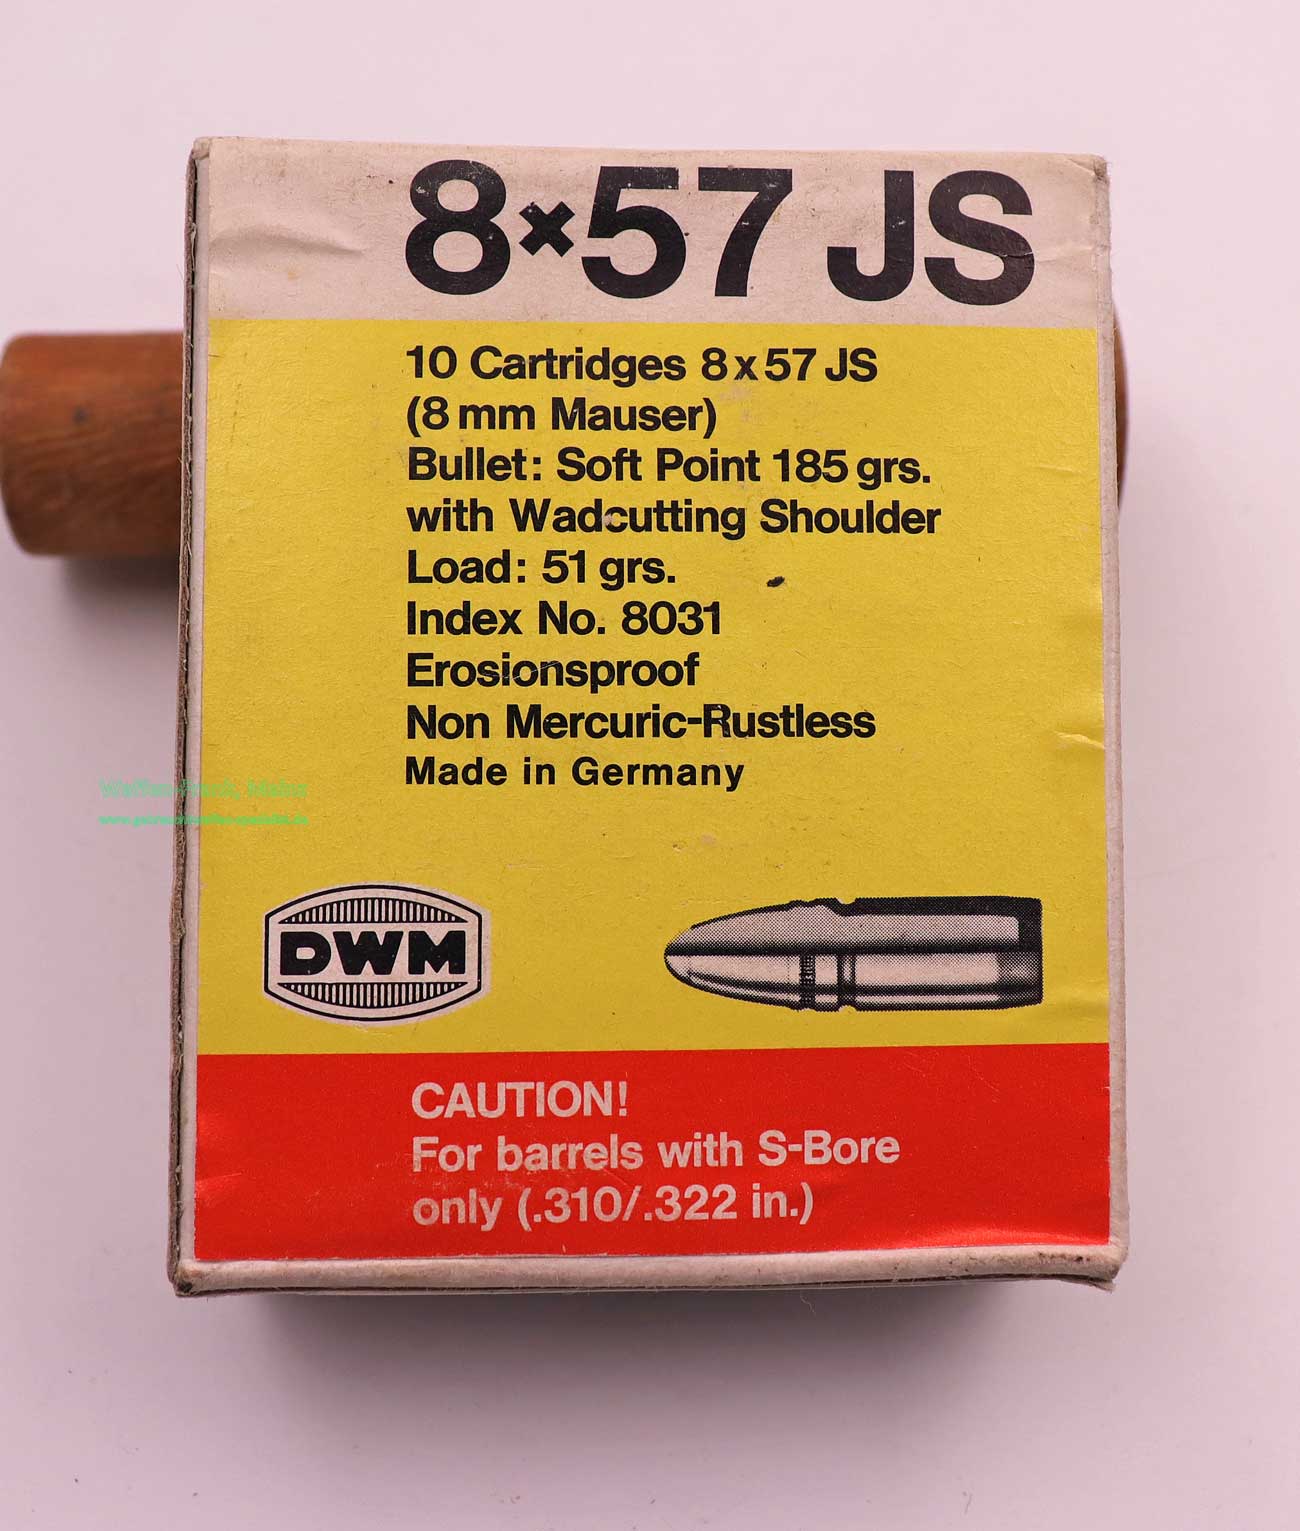 8×57 JS
10 Cartridges 8x57 JS
(8 mm Mauser)
Bullet: Soft Point 185 grs.
with Wadcutting Shoulder
Load: 51 grs.
Index No. 8031
Erosionsproof
Non Mercuric-Rustless
Made in Germany
DWM
CAUTION!
For barrels with S-Bore
only (.310/.322 in.)